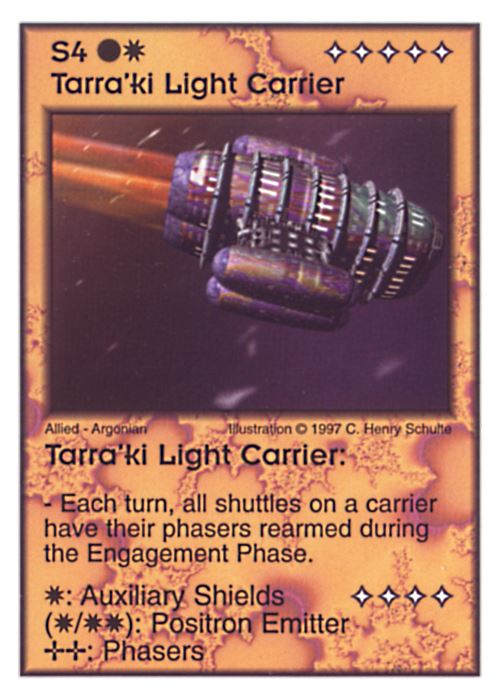 S4 ●✷ ✧✧✧✧✧
Tarra'ki Light Carrier
Allied - Argonian Illustration © 1997 C. Henry Schulte
Tarra'ki Light Carrier:
- Each turn, all shuttles on a carrier
have their phasers rearmed during
the Engagement Phase.
✷: Auxiliary Shields ✧✧✧✧
(✷/✷✷): Positron Emitter
✢✢: Phasers